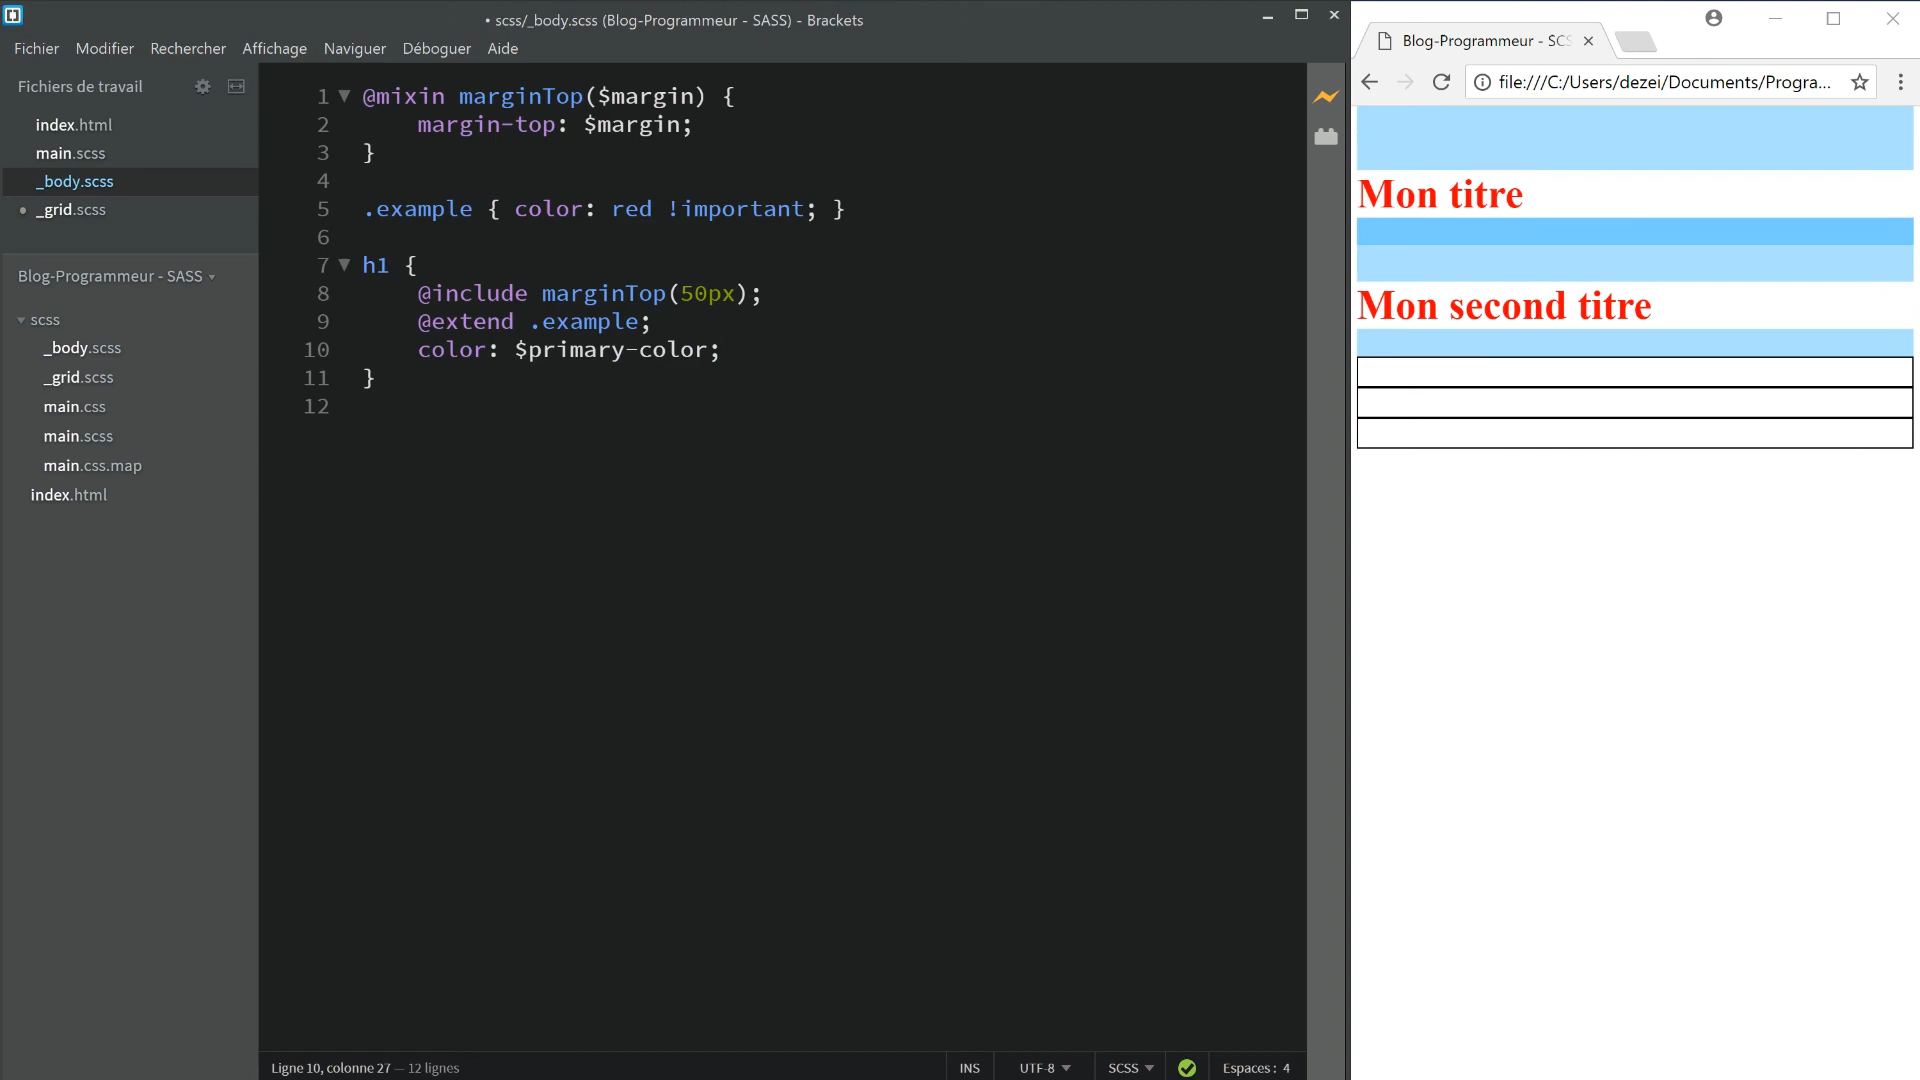 • scss/_body.scss (Blog-Programmeur - SASS) - Brackets
Fichier Modifier Rechercher Affichage Naviguer Déboguer Aide
Fichiers de travail
index.html
main.scss
_body.scss
• _grid.scss
Blog-Programmeur - SASS
scss
_body.scss
_grid.scss
main.css
main.scss
main.css.map
index.html
1 @mixin marginTop($margin) {
2 margin-top: $margin;
3 }
4
5 .example { color: red !important; }
6
7 h1 {
8 @include marginTop(50px);
9 @extend .example;
10 color: $primary-color;
11 }
12
Ligne 10, colonne 27 — 12 lignes
INS UTF-8 SCSS Espaces : 4
Blog-Programmeur - SCS
file:///C:/Users/dezei/Documents/Progra...
Mon titre
Mon second titre